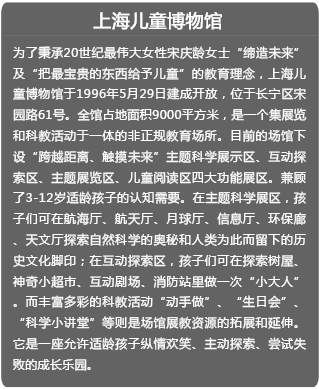 上海儿童博物馆
为了秉承20世纪最伟大女性宋庆龄女士“缔造未来”
及“把最宝贵的东西给予儿童”的教育理念，上海儿
童博物馆于1996年5月29日建成开放，位于长宁区宋
园路61号。全馆占地面积9000平方米，是一个集展览
和科教活动于一体的非正规教育场所。目前的场馆下
设“跨越距离、触摸未来”主题科学展示区、互动探
索区、主题展览区、儿童阅读区四大功能展区。兼顾
了3-12岁适龄孩子的认知需要。在主题科学展区，孩
子们可在航海厅、航天厅、月球厅、信息厅、环保廊
、天文厅探索自然科学的奥秘和人类为此而留下的历
史文化脚印；在互动探索区，孩子们可在探索树屋、
神奇小超市、互动剧场、消防站里做一次“小大人”
。而丰富多彩的科教活动“动手做”、“生日会”、
“科学小讲堂”等则是场馆展教资源的拓展和延伸。
它是一座允许适龄孩子纵情欢笑、主动探索、尝试失
败的成长乐园。